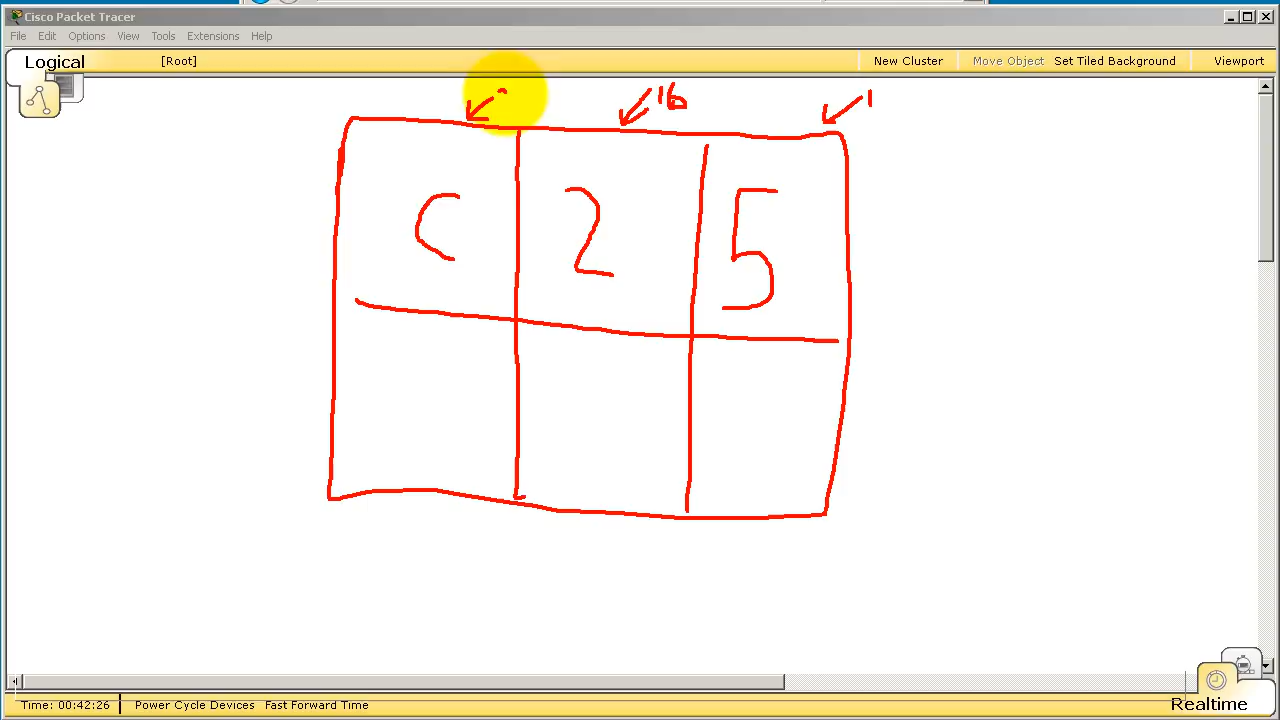 Cisco Packet Tracer
File Edit Options View Tools Extensions Help
Logical [Root] New Cluster Move Object Set Tiled Background Viewport
16 1
C 2 5
Time: 00:42:26 Power Cycle Devices Fast Forward Time Realtime